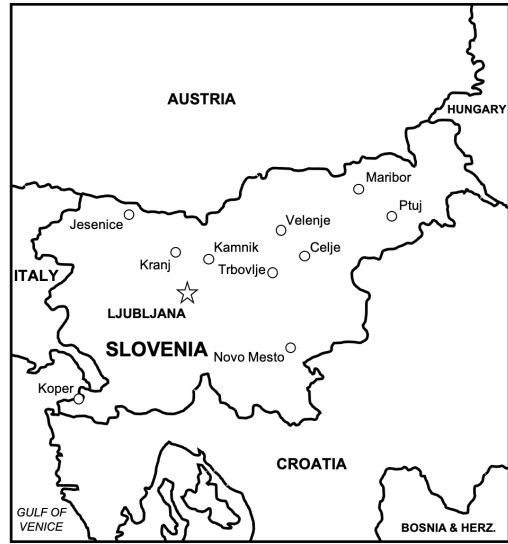 AUSTRIA
HUNGARY
Maribor
Ptuj
Jesenice
Velenje
Kamnik
Celje
Kranj
Trbovlje
ITALY
LJUBLJANA
SLOVENIA
Novo Mesto
Koper
CROATIA
GULF OF
VENICE
BOSNIA & HERZ.